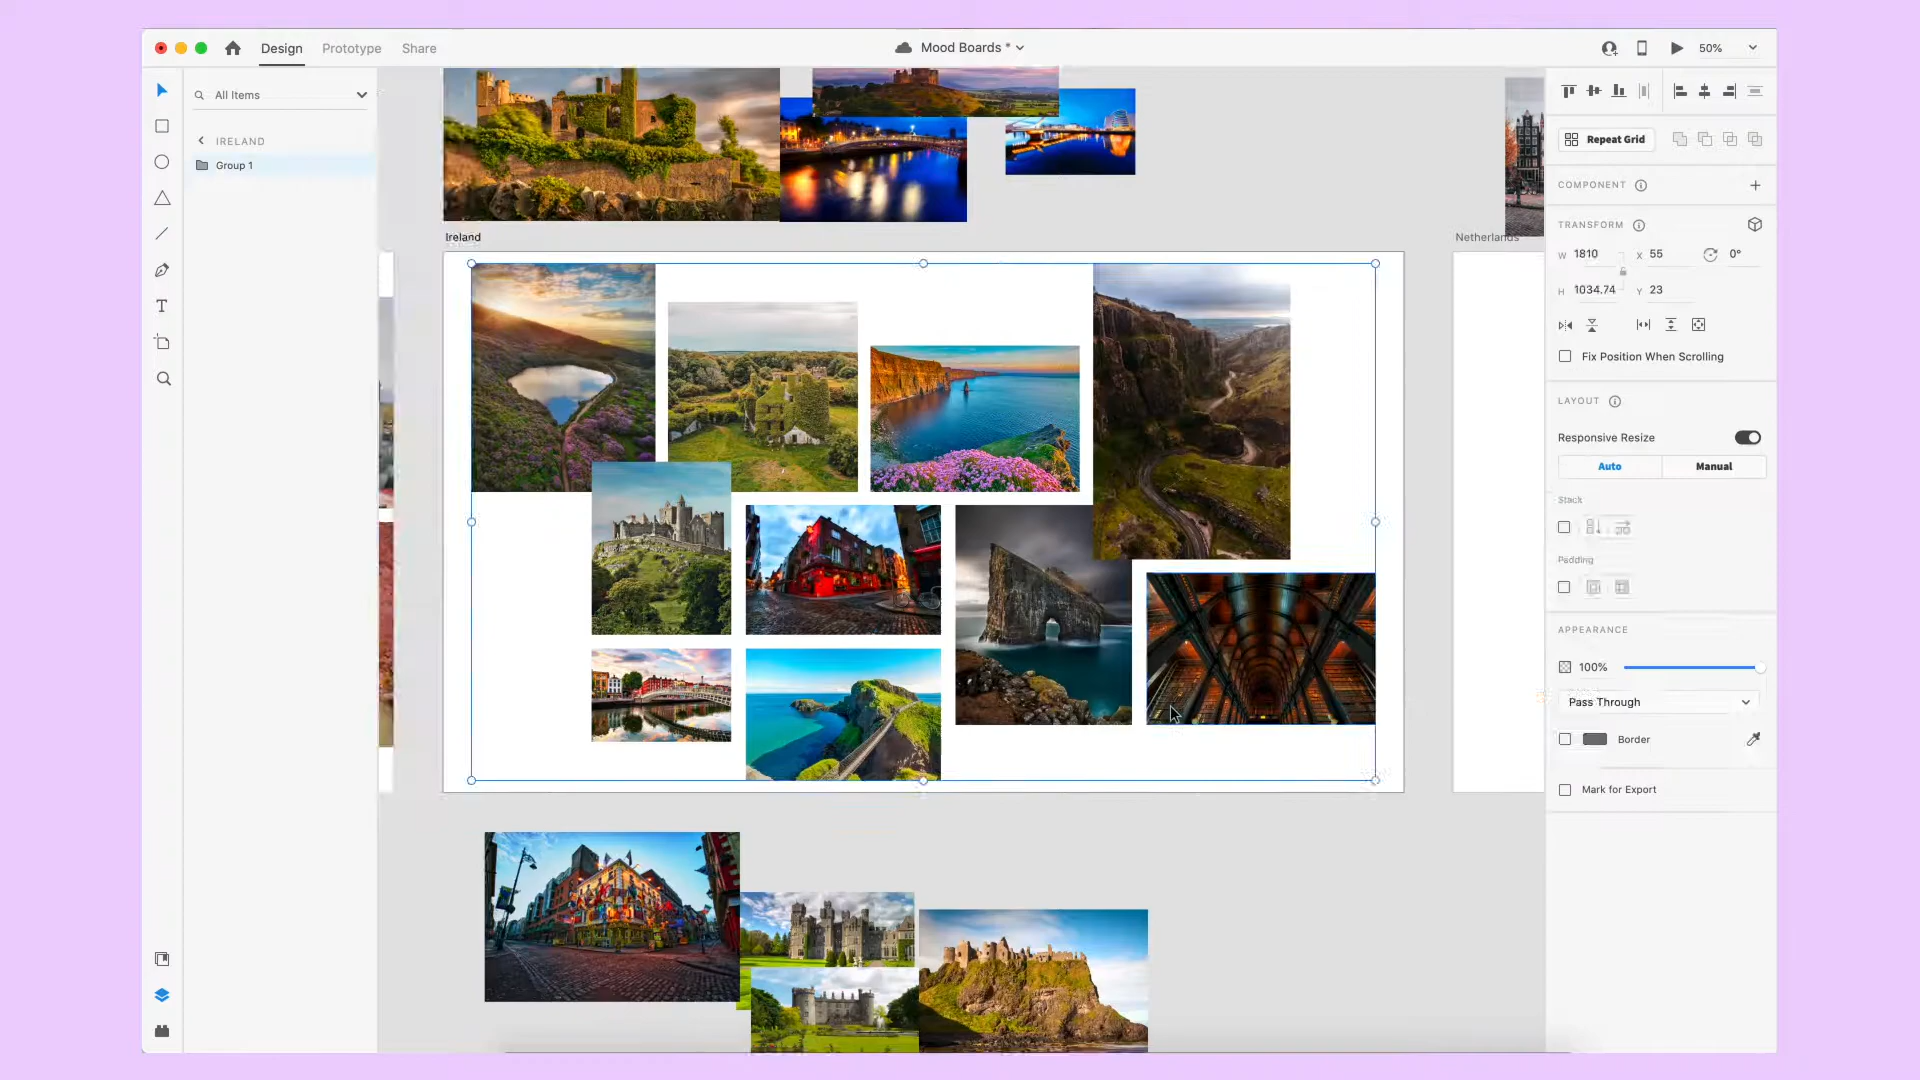 Design Prototype Share
Mood Boards *
50%
All Items
IRELAND
Group 1
Ireland
Netherlands
Repeat Grid
COMPONENT
TRANSFORM
W 1810 X 55 0°
H 1034.74 Y 23
Fix Position When Scrolling
LAYOUT
Responsive Resize
Auto Manual
Stack
Padding
APPEARANCE
100%
Pass Through
Border
Mark for Export
T